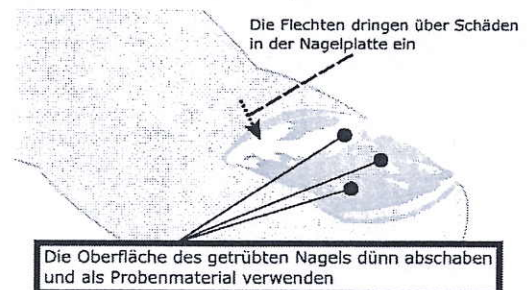 Die Flechten dringen über Schäden
in der Nagelplatte ein
Die Oberfläche des getrübten Nagels dünn abschaben
und als Probenmaterial verwenden